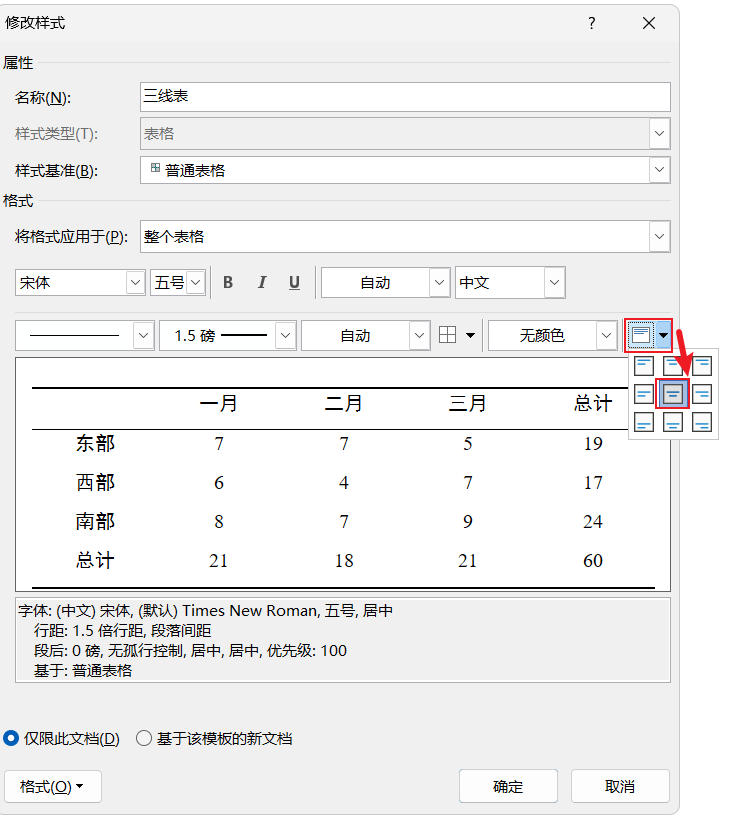 修改样式 ?
属性
名称(N): 三线表
样式类型(T): 表格
样式基准(B): 普通表格
格式
将格式应用于(P): 整个表格
宋体 五号 B I U 自动 中文
1.5 磅 自动 无颜色
一月 二月 三月 总计
东部 7 7 5 19
西部 6 4 7 17
南部 8 7 9 24
总计 21 18 21 60
字体: (中文) 宋体, (默认) Times New Roman, 五号, 居中
行距: 1.5 倍行距, 段落间距
段后: 0 磅, 无孤行控制, 居中, 居中, 优先级: 100
基于: 普通表格
仅限此文档(D) 基于该模板的新文档
格式(O) 确定 取消